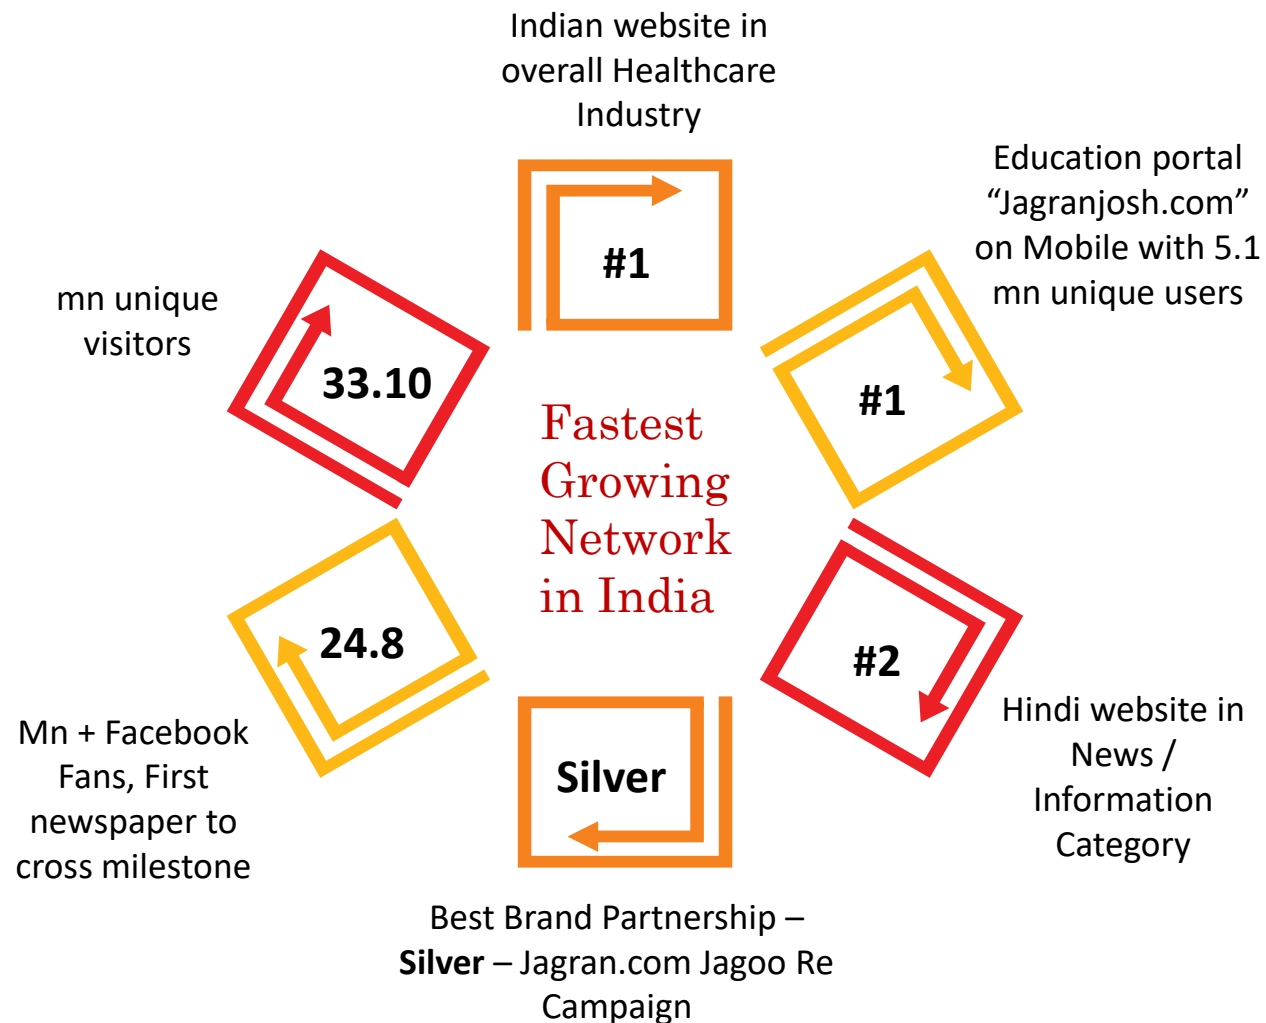 Indian website in
overall Healthcare
Industry
#1
Education portal
“Jagranjosh.com”
on Mobile with 5.1
mn unique users
#1
#2
Hindi website in
News /
Information
Category
Silver
Best Brand Partnership –
Silver – Jagran.com Jagoo Re
Campaign
24.8
Mn + Facebook
Fans, First
newspaper to
cross milestone
33.10
mn unique
visitors
Fastest
Growing
Network
in India